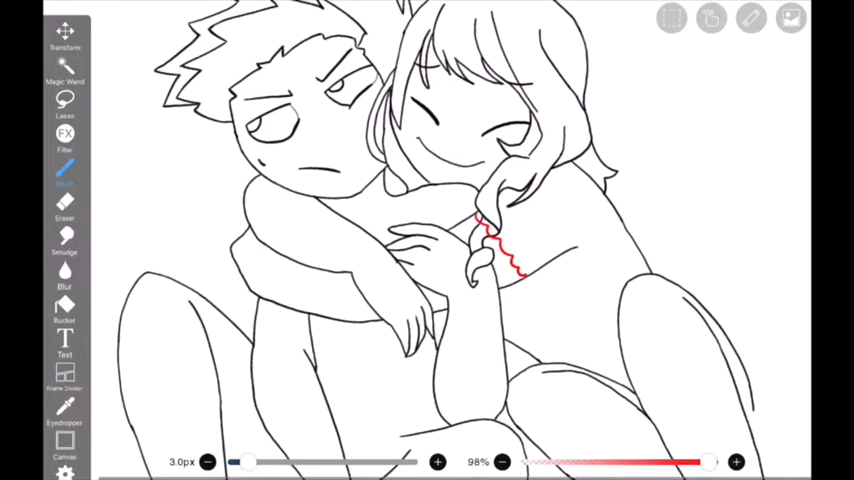 Transform
Magic Wand
Lasso
FX
Filter
Brush
Eraser
Smudge
Blur
Bucket
T
Text
Frame Divider
Eyedropper
Canvas
3.0px
98%